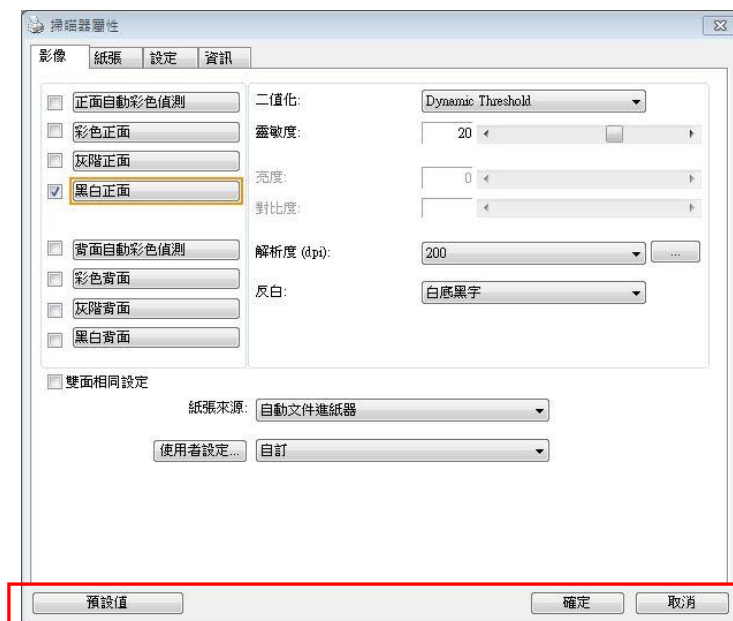 掃瞄器屬性
影像 紙張 設定 資訊
正面自動彩色偵測
彩色正面
灰階正面
黑白正面
背面自動彩色偵測
彩色背面
灰階背面
黑白背面
二值化: Dynamic Threshold
靈敏度: 20
亮度: 0
對比度:
解析度 (dpi): 200 ...
反白: 白底黑字
雙面相同設定
紙張來源: 自動文件進紙器
使用者設定... 自訂
預設值 確定 取消